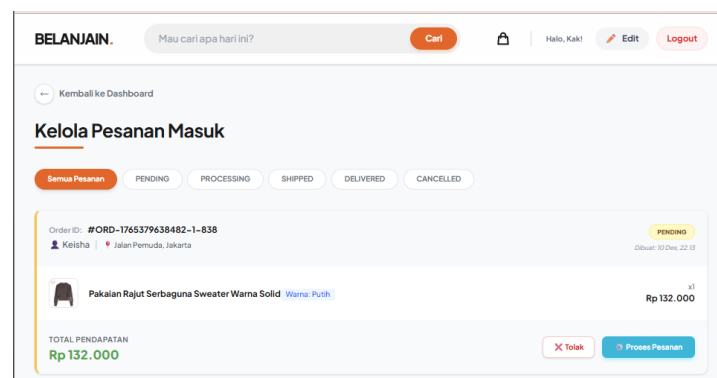 BELANJAIN.
Mau cari apa hari ini?
Cari
Halo, Kak!
Edit
Logout
Kembali ke Dashboard
Kelola Pesanan Masuk
Semua Pesanan
PENDING
PROCESSING
SHIPPED
DELIVERED
CANCELLED
Order ID: #ORD-1765379638482-1-838
PENDING
Keisha | Jalan Pemuda, Jakarta
Dibuat: 10 Des, 22.13
Pakaian Rajut Serbaguna Sweater Warna Solid Warna: Putih
x1
Rp 132.000
TOTAL PENDAPATAN
Rp 132.000
Tolak
Proses Pesanan